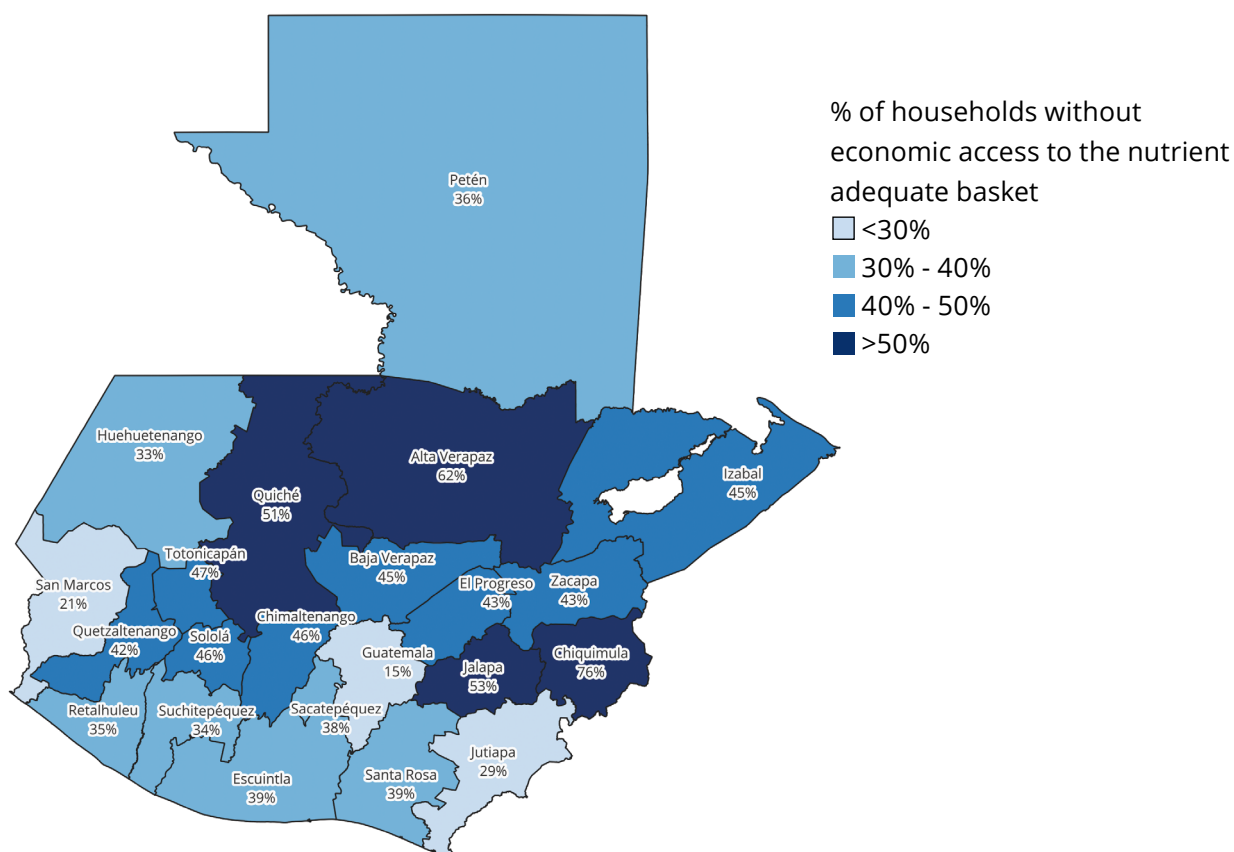 % of households without
economic access to the nutrient
adequate basket
<30%
30% - 40%
40% - 50%
>50%
Petén
36%
Huehuetenango
33%
Alta Verapaz
62%
Izabal
45%
Quiché
51%
Totonicapán
47%
Baja Verapaz
45%
El Progreso
43%
Zacapa
43%
San Marcos
21%
Quetzaltenango
42%
Sololá
46%
Chimaltenango
46%
Guatemala
15%
Jalapa
53%
Chiquimula
76%
Retalhuleu
35%
Suchitepéquez
34%
Sacatepéquez
38%
Jutiapa
29%
Escuintla
39%
Santa Rosa
39%